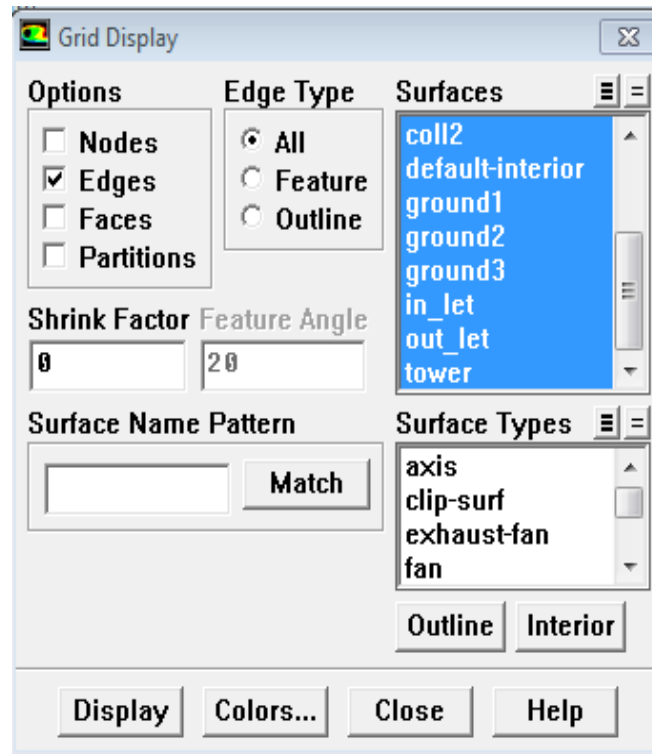 Grid Display
Options
Nodes
Edges
Faces
Partitions
Edge Type
All
Feature
Outline
Surfaces
coll2
default-interior
ground1
ground2
ground3
in_let
out_let
tower
Shrink Factor Feature Angle
0 20
Surface Name Pattern
Match
Surface Types
axis
clip-surf
exhaust-fan
fan
Outline Interior
Display Colors... Close Help